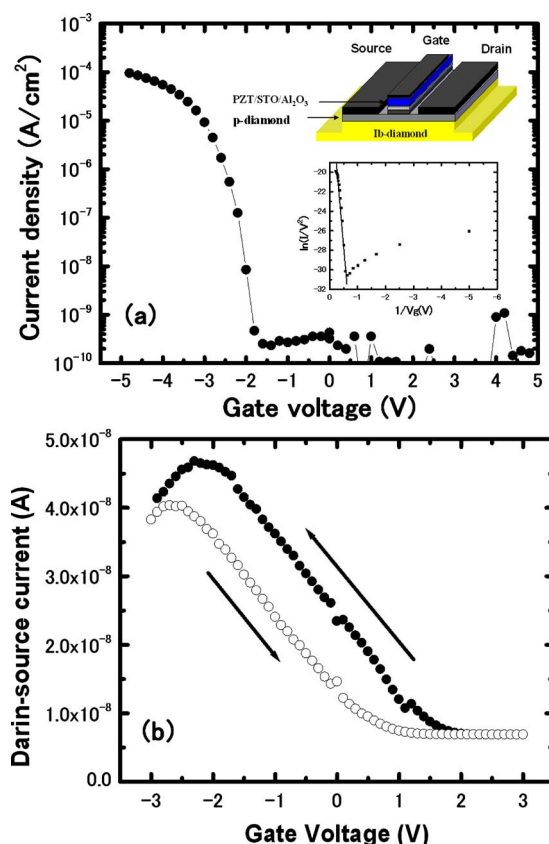 (a)
10⁻³
10⁻⁴
10⁻⁵
10⁻⁶
10⁻⁷
10⁻⁸
10⁻⁹
10⁻¹⁰
Current density (A/cm²)
Source
Gate
Drain
PZT/STO/Al₂O₃
p-diamond
Ib-diamond
-20
-22
-24
-26
-28
-30
-32
ln(I/V²)
0 -1 -2 -3 -4 -5 -6
1/Vg(V)
(a)
-5 -4 -3 -2 -1 0 1 2 3 4 5
Gate voltage (V)
5.0x10⁻⁸
4.0x10⁻⁸
3.0x10⁻⁸
2.0x10⁻⁸
1.0x10⁻⁸
0.0
Darin-source current (A)
(b)
-3 -2 -1 0 1 2 3
Gate Voltage (V)